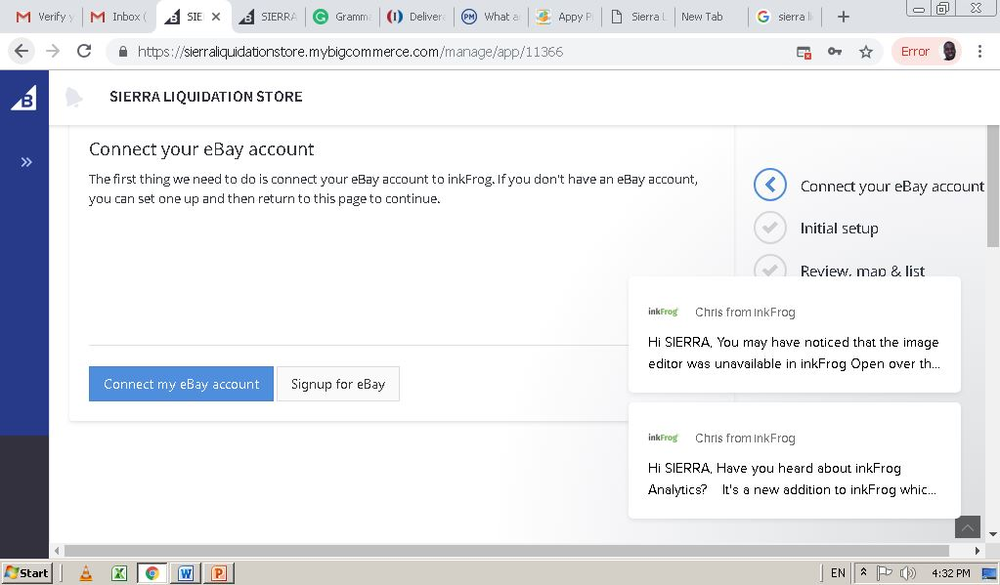 Verify y
Inbox (
SIE
SIERRA
Gramma
Delivera
What a
Appy P
Sierra L
New Tab
sierra li
https://sierraliquidationstore.mybigcommerce.com/manage/app/11366
Error
SIERRA LIQUIDATION STORE
Connect your eBay account
The first thing we need to do is connect your eBay account to inkFrog. If you don't have an eBay account,
you can set one up and then return to this page to continue.
Connect my eBay account
Signup for eBay
Connect your eBay account
Initial setup
Review, map & list
inkFrog
Chris from inkFrog
Hi SIERRA, You may have noticed that the image
editor was unavailable in inkFrog Open over th...
inkFrog
Chris from inkFrog
Hi SIERRA, Have you heard about inkFrog
Analytics? It's a new addition to inkFrog whic...
Start
EN
4:32 PM